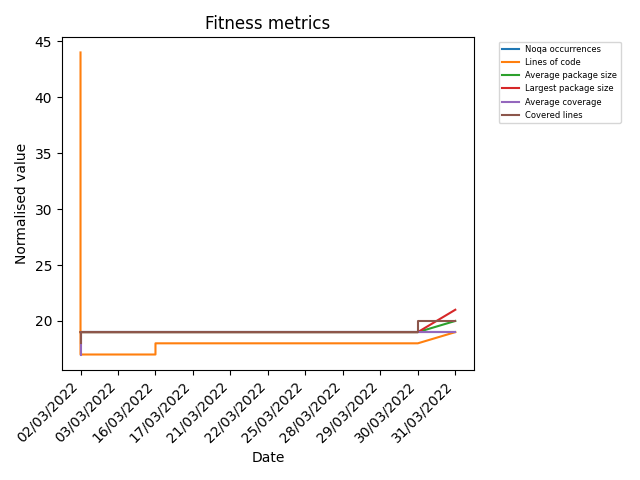 Fitness metrics
Normalised value
45
40
35
30
25
20
02/03/2022
03/03/2022
16/03/2022
17/03/2022
21/03/2022
22/03/2022
25/03/2022
28/03/2022
29/03/2022
30/03/2022
31/03/2022
Date
Noqa occurrences
Lines of code
Average package size
Largest package size
Average coverage
Covered lines